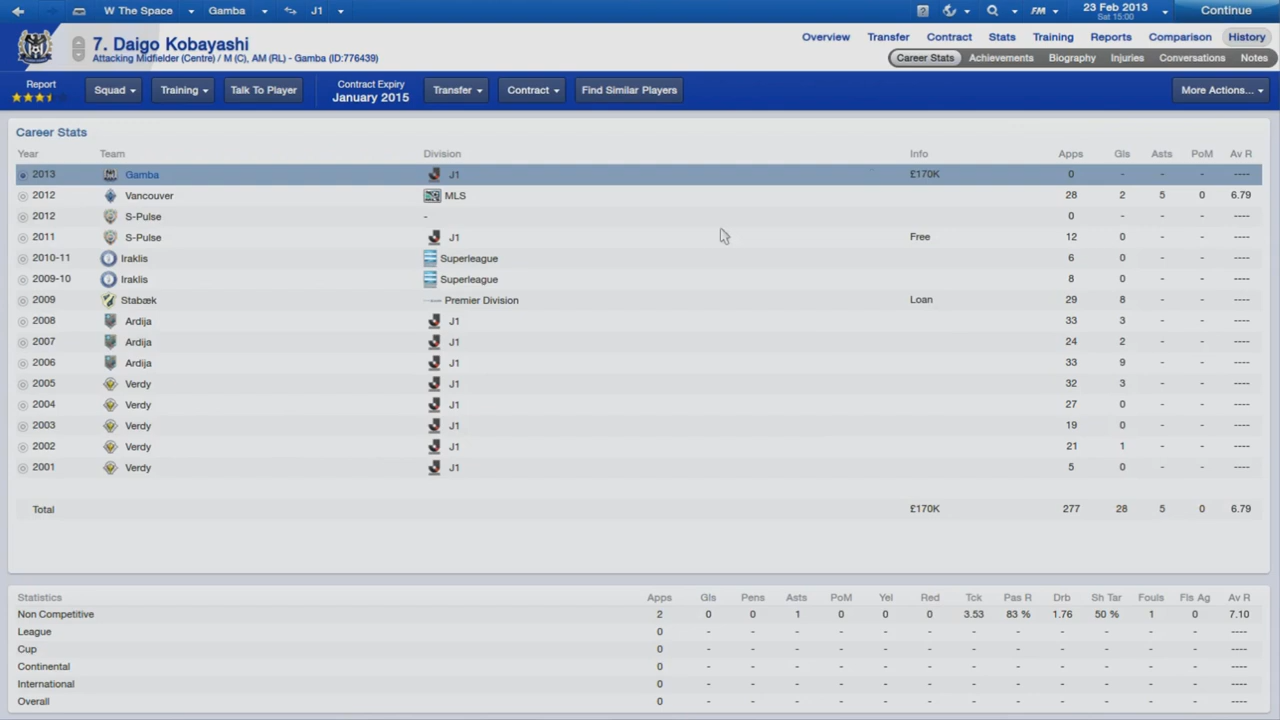 W The Space Gamba J1 FM 23 Feb 2013 Sat 15:00 Continue
7. Daigo Kobayashi
Attacking Midfielder (Centre) / M (C), AM (RL) - Gamba (ID:776439)
Overview Transfer Contract Stats Training Reports Comparison History
Career Stats Achievements Biography Injuries Conversations Notes
Report Squad Training Talk To Player Contract Expiry January 2015 Transfer Contract Find Similar Players More Actions...
Career Stats
Year Team Division Info Apps Gls Asts PoM Av R
2013 Gamba J1 £170K 0 - - - ----
2012 Vancouver MLS 28 2 5 0 6.79
2012 S-Pulse - 0 - - - ----
2011 S-Pulse J1 Free 12 0 - - ----
2010-11 Iraklis Superleague 6 0 - - ----
2009-10 Iraklis Superleague 8 0 - - ----
2009 Stabæk Premier Division Loan 29 8 - - ----
2008 Ardija J1 33 3 - - ----
2007 Ardija J1 24 2 - - ----
2006 Ardija J1 33 9 - - ----
2005 Verdy J1 32 3 - - ----
2004 Verdy J1 27 0 - - ----
2003 Verdy J1 19 0 - - ----
2002 Verdy J1 21 1 - - ----
2001 Verdy J1 5 0 - - ----
Total £170K 277 28 5 0 6.79
Statistics Apps Gls Pens Asts PoM Yel Red Tck Pas R Drb Sh Tar Fouls Fls Ag Av R
Non Competitive 2 0 0 1 0 0 0 3.53 83 % 1.76 50 % 1 0 7.10
League 0 - - - - - - - - - - - - ----
Cup 0 - - - - - - - - - - - - ----
Continental 0 - - - - - - - - - - - - ----
International 0 - - - - - - - - - - - - ----
Overall 0 - - - - - - - - - - - - ----